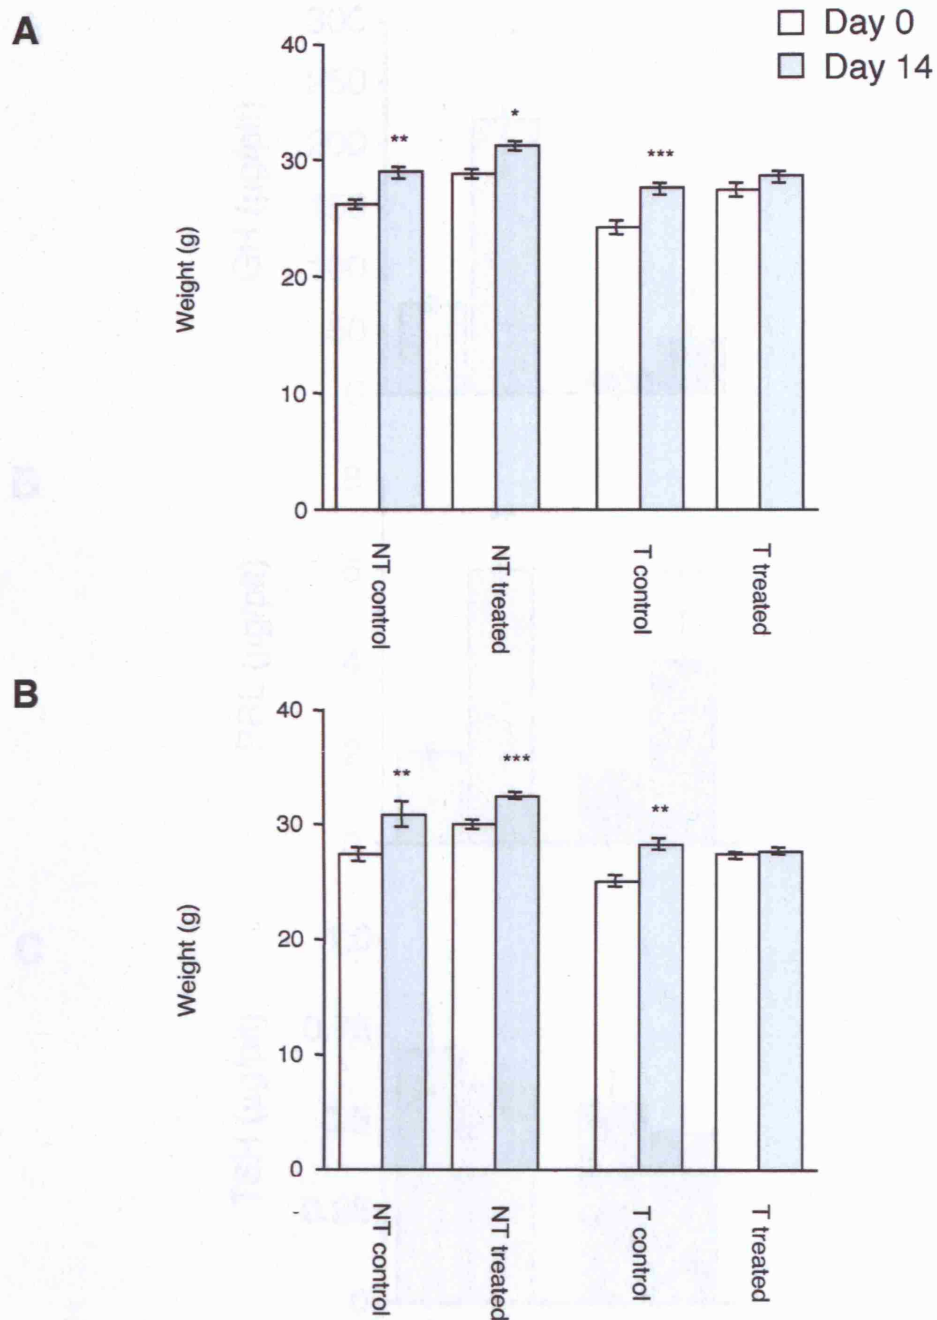 A
Day 0
Day 14
40
30
20
10
0
Weight (g)
**
*
***
NT control
NT treated
T control
T treated
B
40
30
20
10
0
Weight (g)
**
***
**
-
NT control
NT treated
T control
T treated